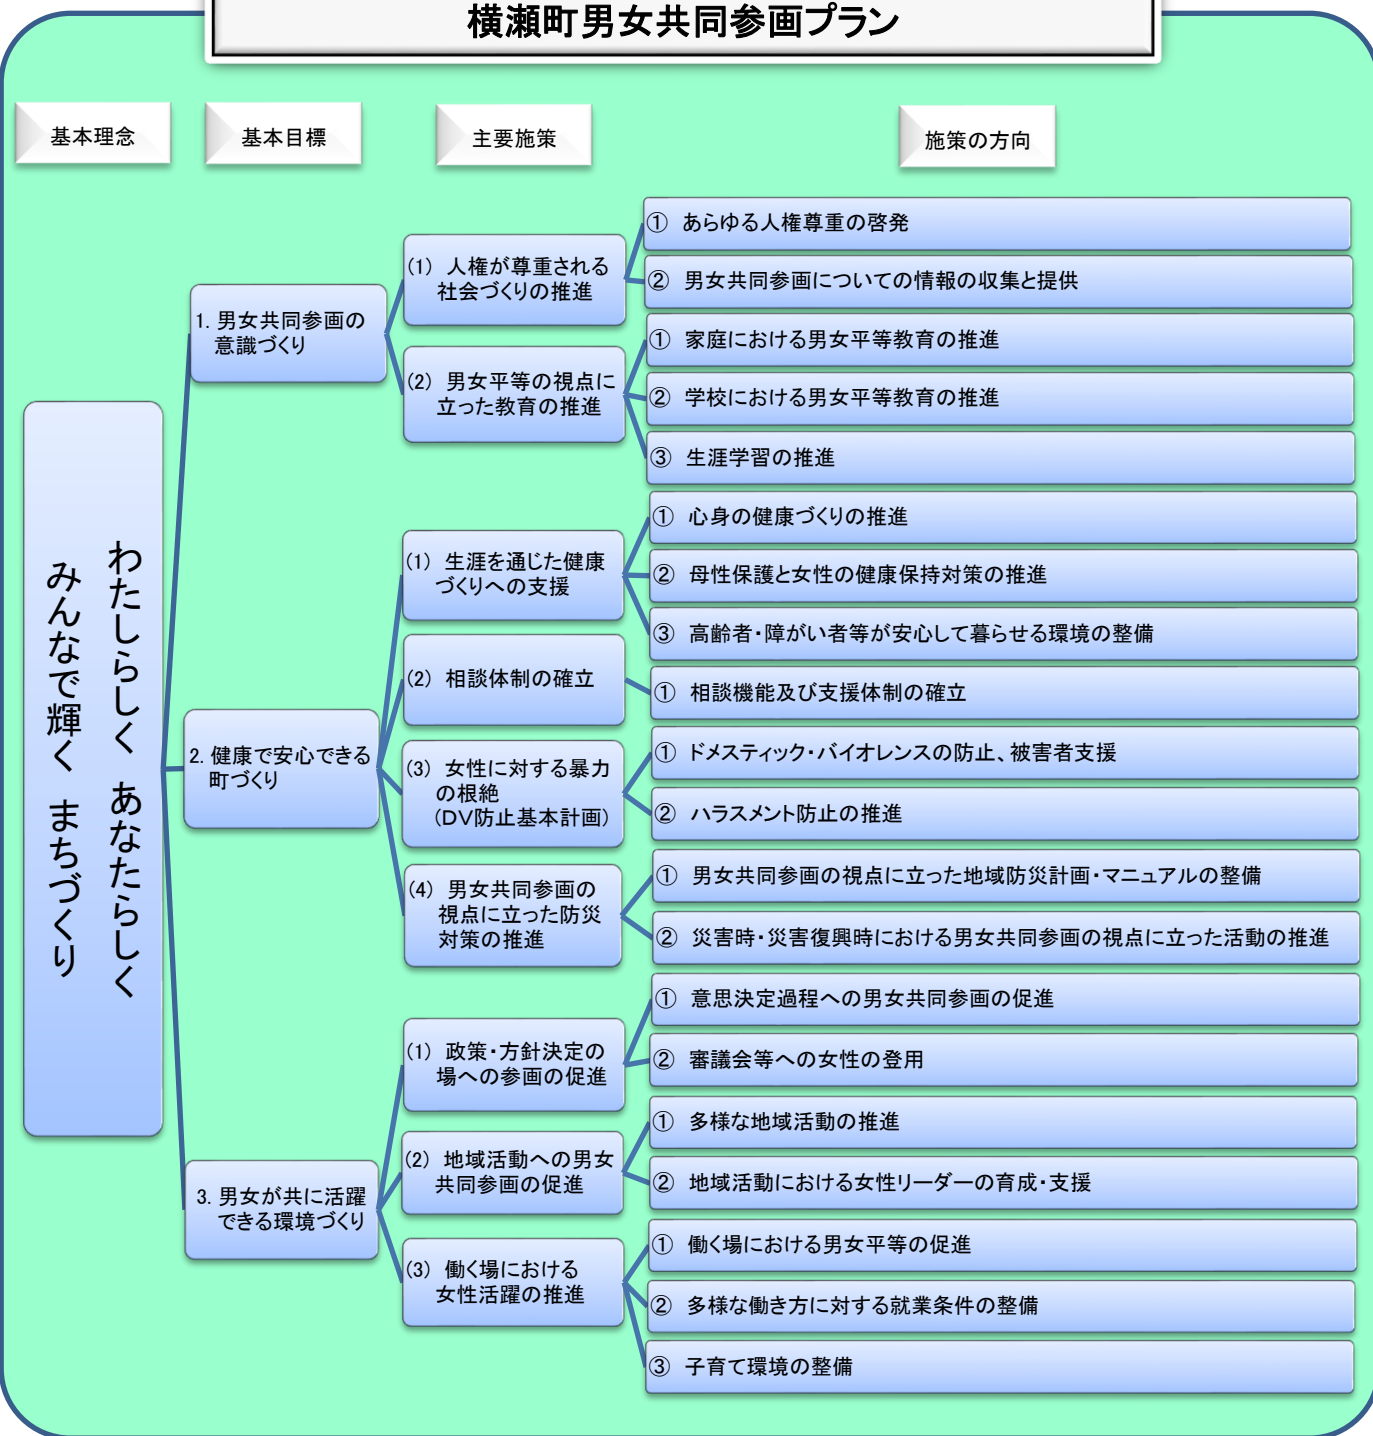 横瀬町男女共同参画プラン
基本理念
基本目標
主要施策
施策の方向
わたしらしく あなたらしく
みんなで輝く まちづくり
1. 男女共同参画の
意識づくり
(1) 人権が尊重される
社会づくりの推進
① あらゆる人権尊重の啓発
② 男女共同参画についての情報の収集と提供
(2) 男女平等の視点に
立った教育の推進
① 家庭における男女平等教育の推進
② 学校における男女平等教育の推進
③ 生涯学習の推進
2. 健康で安心できる
町づくり
(1) 生涯を通じた健康
づくりへの支援
① 心身の健康づくりの推進
② 母性保護と女性の健康保持対策の推進
③ 高齢者・障がい者等が安心して暮らせる環境の整備
(2) 相談体制の確立
① 相談機能及び支援体制の確立
(3) 女性に対する暴力
の根絶
(DV防止基本計画)
① ドメスティック・バイオレンスの防止、被害者支援
② ハラスメント防止の推進
(4) 男女共同参画の
視点に立った防災
対策の推進
① 男女共同参画の視点に立った地域防災計画・マニュアルの整備
② 災害時・災害復興時における男女共同参画の視点に立った活動の推進
3. 男女が共に活躍
できる環境づくり
(1) 政策・方針決定の
場への参画の促進
① 意思決定過程への男女共同参画の促進
② 審議会等への女性の登用
(2) 地域活動への男女
共同参画の促進
① 多様な地域活動の推進
② 地域活動における女性リーダーの育成・支援
(3) 働く場における
女性活躍の推進
① 働く場における男女平等の促進
② 多様な働き方に対する就業条件の整備
③ 子育て環境の整備